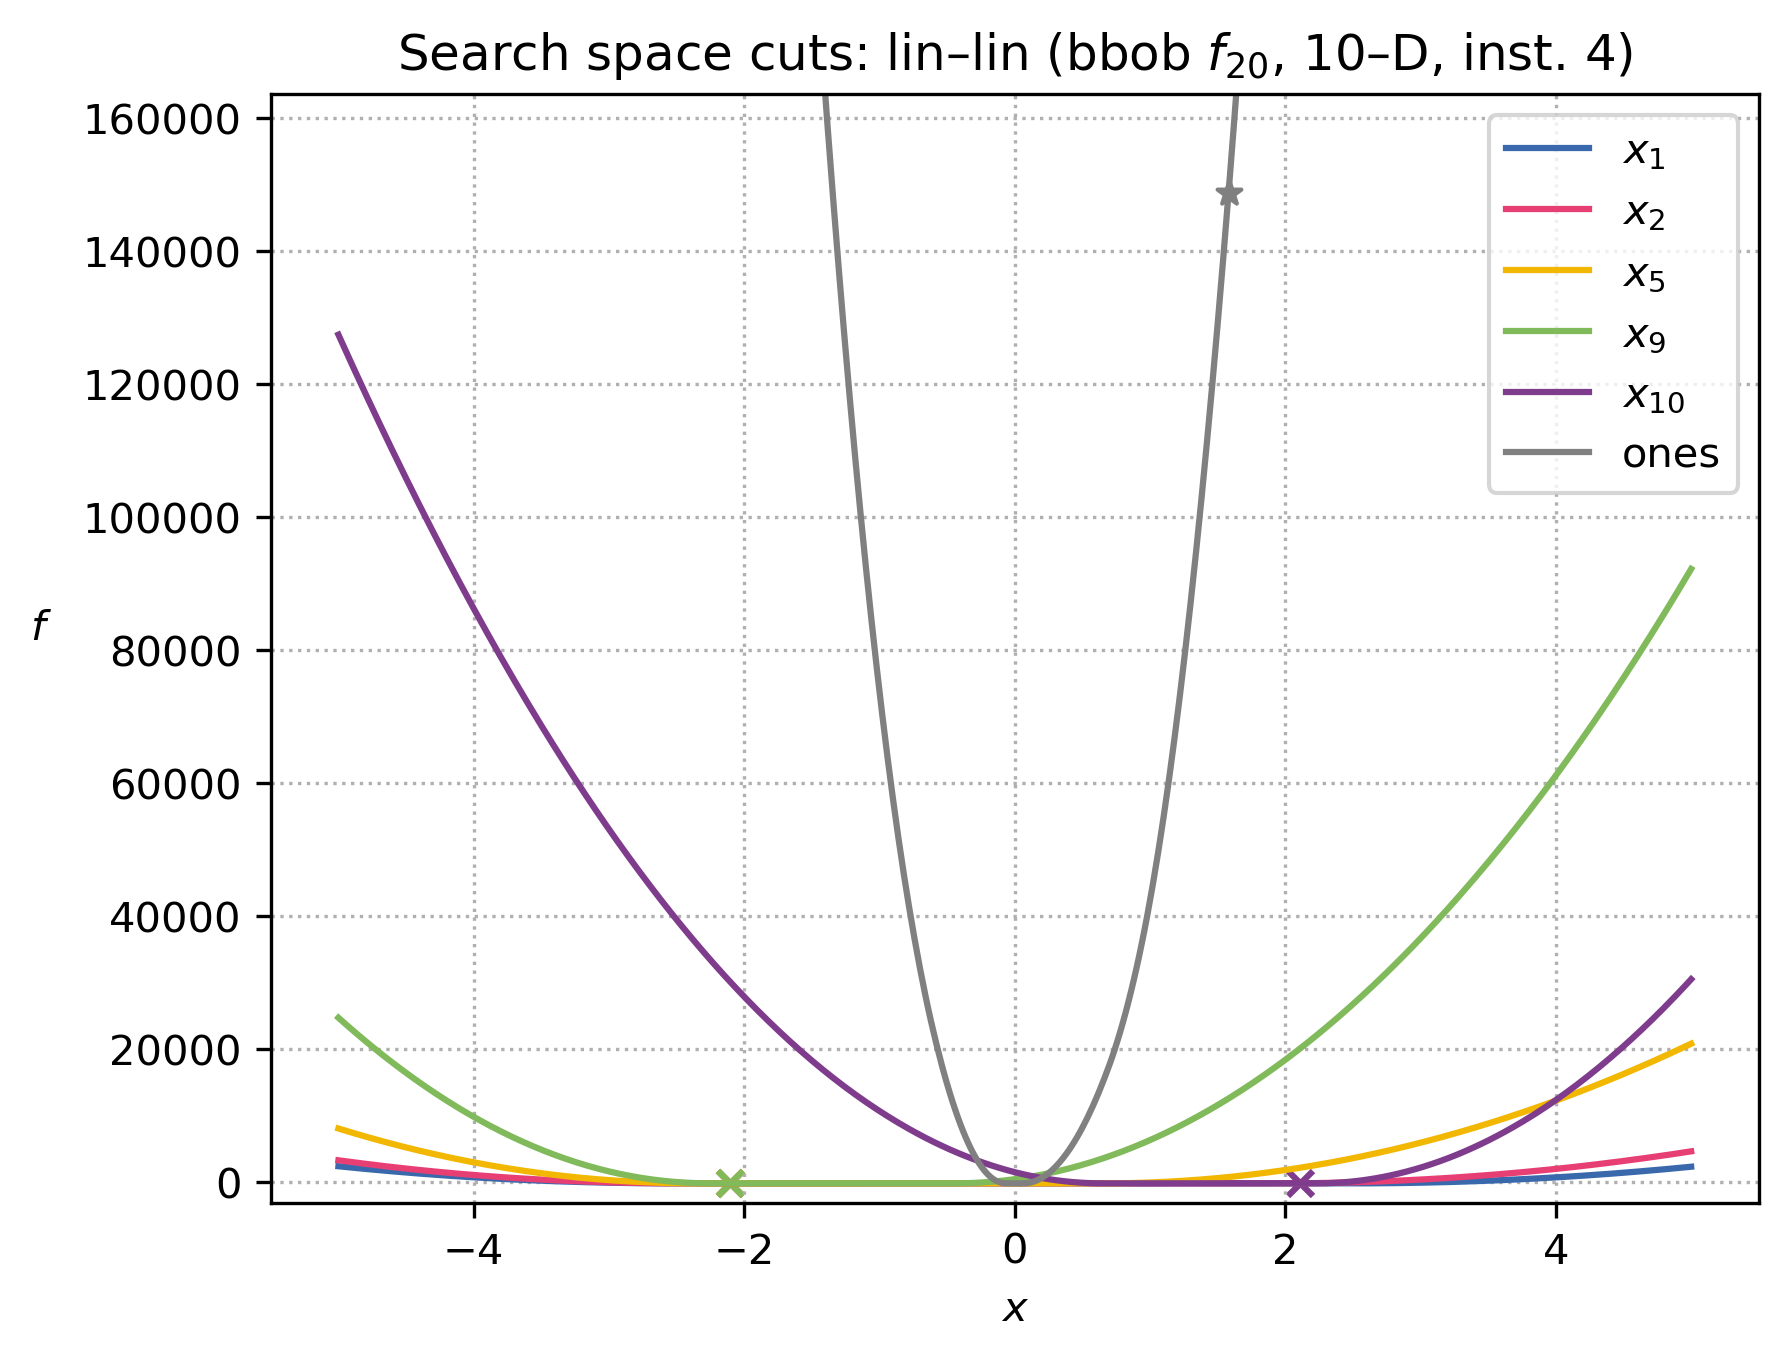 Search space cuts: lin–lin (bbob f20, 10–D, inst. 4)
160000
140000
120000
100000
80000
60000
40000
20000
0
f
x1
x2
x5
x9
x10
ones
−4 −2 0 2 4
x